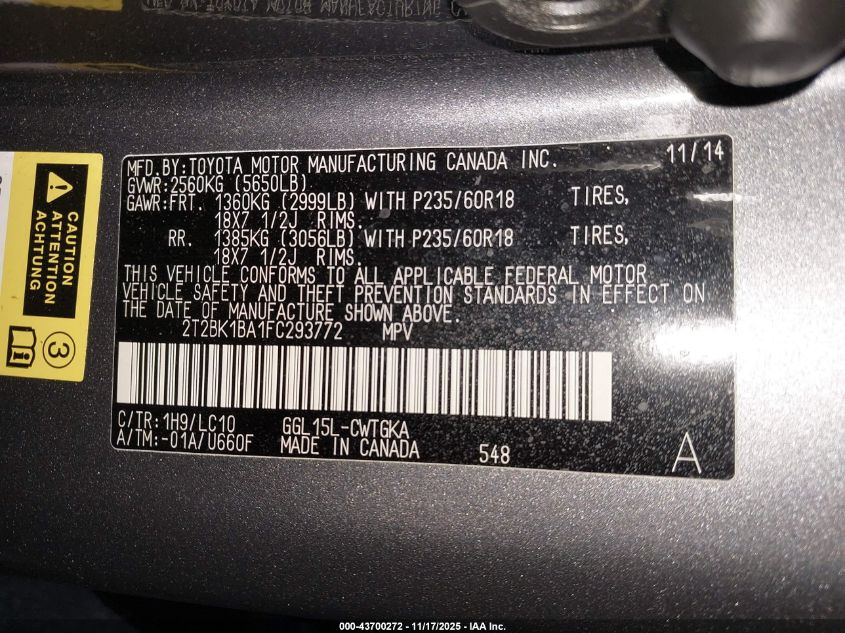 MFD. BY:TOYOTA MOTOR MANUFACTURING CANADA INC. 11/14
GVWR:2560KG (5650LB)
GAWR:FRT. 1360KG (2999LB) WITH P235/60R18 TIRES,
18X7 1/2J RIMS.
RR. 1385KG (3056LB) WITH P235/60R18 TIRES,
18X7 1/2J RIMS.
THIS VEHICLE CONFORMS TO ALL APPLICABLE FEDERAL MOTOR
VEHICLE SAFETY AND THEFT PREVENTION STANDARDS IN EFFECT ON
THE DATE OF MANUFACTURE SHOWN ABOVE.
2T2BK1BA1FC293772 MPV
C/TR:1H9/LC10 GGL15L-CWTGKA
A/TM:-01A/U660F MADE IN CANADA 548 A
CAUTION
ATTENTION
ACHTUNG
3
000-43700272 - 11/17/2025 - IAA Inc.